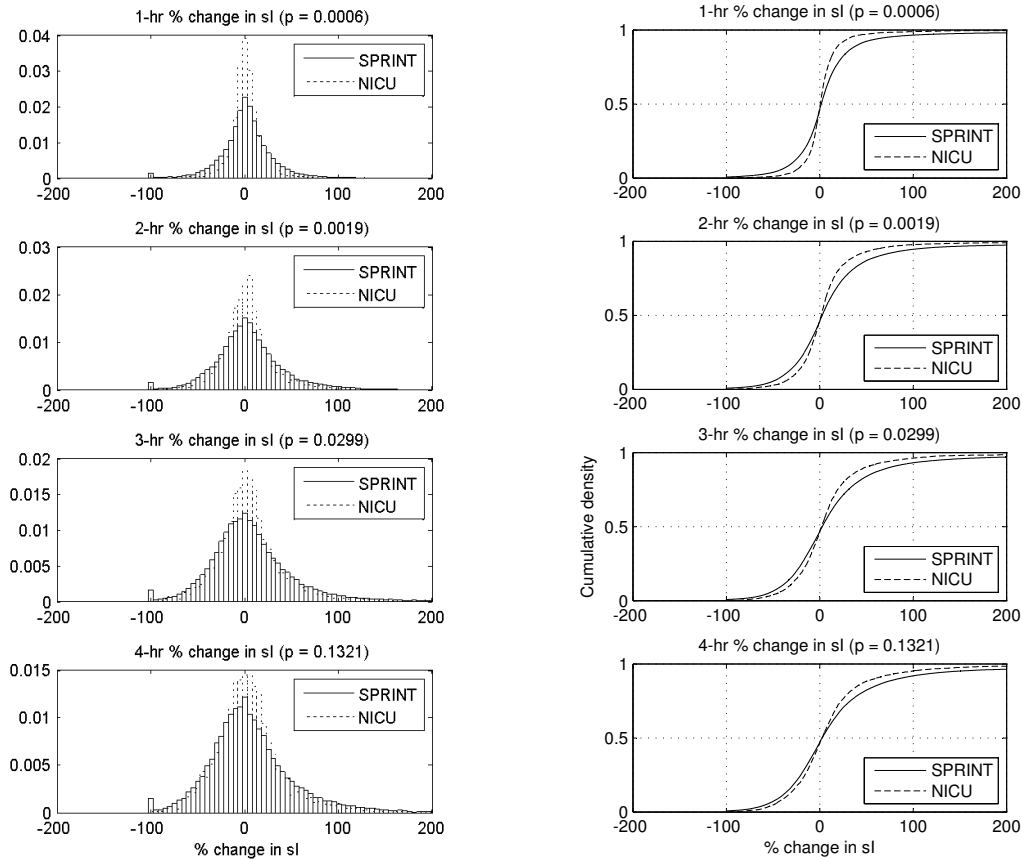 1-hr % change in sI (p = 0.0006)
0.04
0.03
0.02
0.01
0
-200
-100
0
100
200
SPRINT
NICU
2-hr % change in sI (p = 0.0019)
0.03
0.02
0.01
0
-200
-100
0
100
200
SPRINT
NICU
3-hr % change in sI (p = 0.0299)
0.02
0.015
0.01
0.005
0
-200
-100
0
100
200
SPRINT
NICU
4-hr % change in sI (p = 0.1321)
0.015
0.01
0.005
0
-200
-100
0
100
200
SPRINT
NICU
% change in sI
1-hr % change in sI (p = 0.0006)
1
0.5
0
-200
-100
0
100
200
SPRINT
NICU
2-hr % change in sI (p = 0.0019)
1
0.5
0
-200
-100
0
100
200
SPRINT
NICU
3-hr % change in sI (p = 0.0299)
Cumulative density
1
0.5
0
-200
-100
0
100
200
SPRINT
NICU
4-hr % change in sI (p = 0.1321)
1
0.5
0
-200
-100
0
100
200
SPRINT
NICU
% change in sI